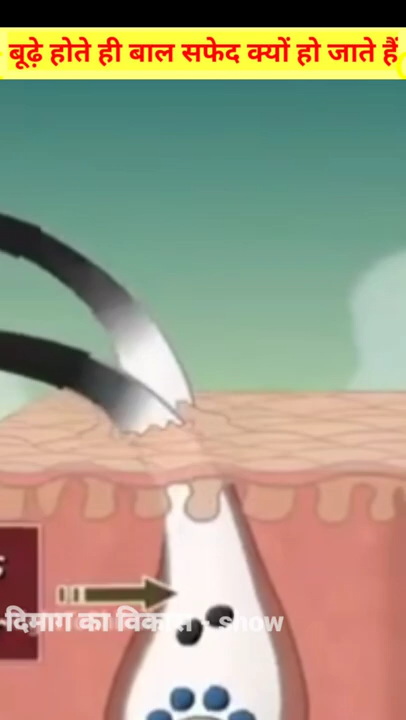 बूढ़े होते ही बाल सफेद क्यों हो जाते हैं
दिमाग का विकास - show